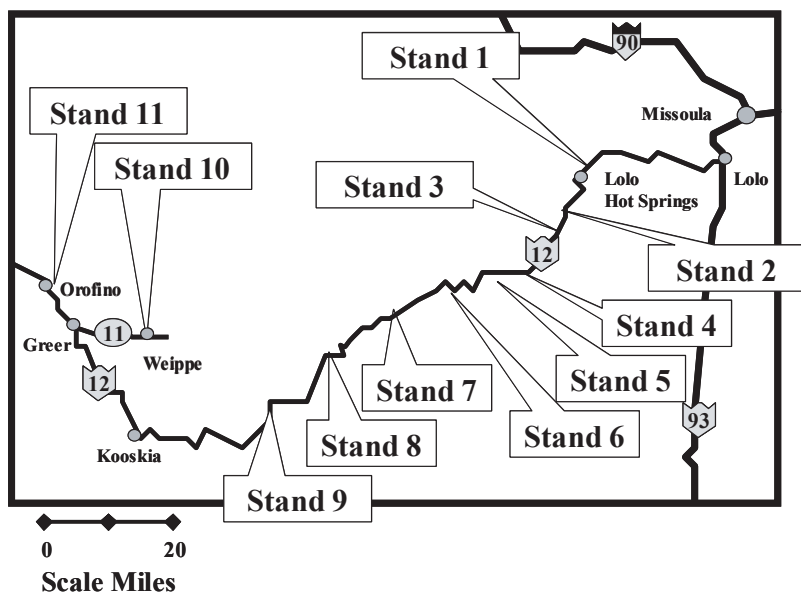 90
Stand 1
Missoula
Stand 11
Stand 10
Stand 3
Lolo
Hot Springs
Lolo
12
Stand 2
Orofino
Stand 4
Greer
11
Weippe
Stand 5
12
Stand 7
Stand 6
93
Stand 8
Kooskia
Stand 9
0
20
Scale Miles